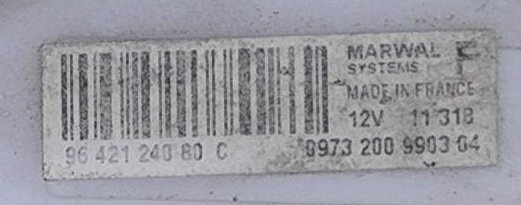 MARWAL F
SYSTEMS
MADE IN FRANCE
12V 11 318
96 421 240 80 C 0973 200 9903 04